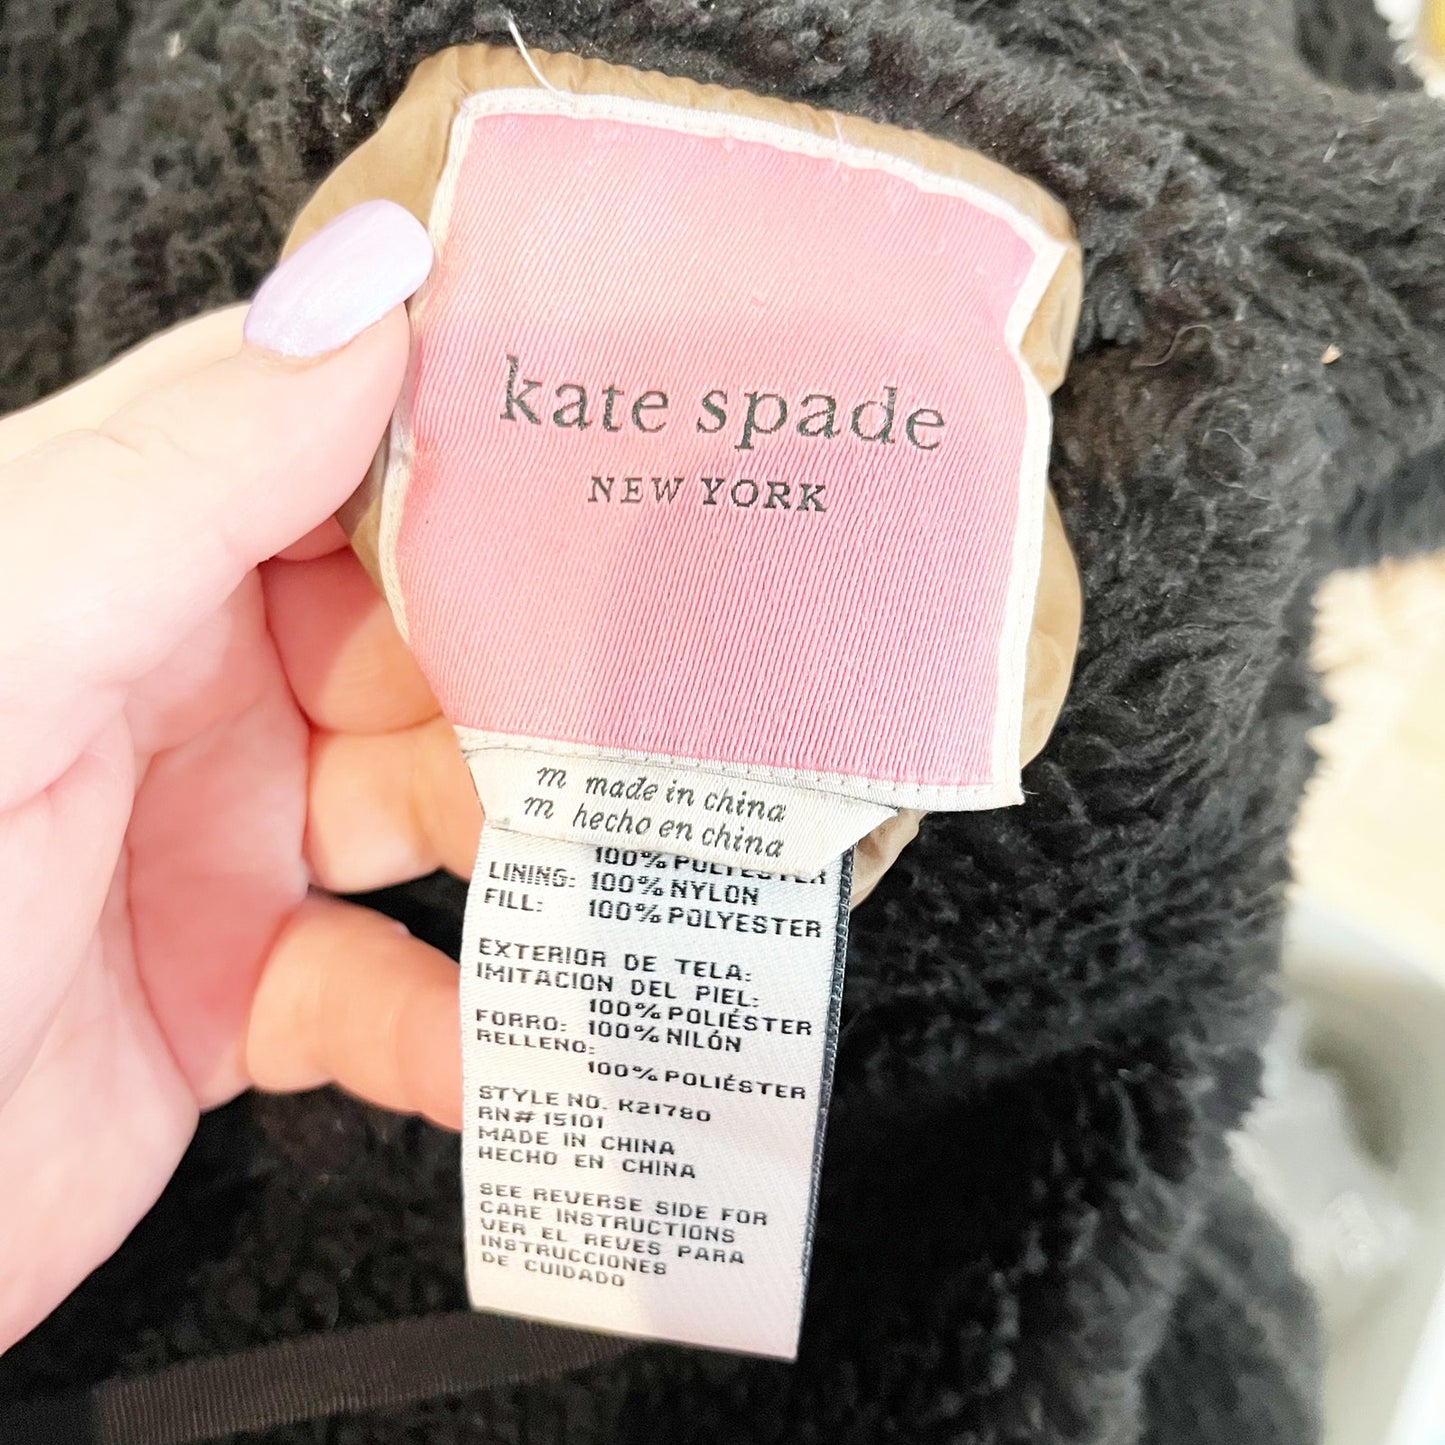 kate spade
NEW YORK
m made in china
m hecho en china
100% POLYESTER
LINING: 100% NYLON
FILL: 100% POLYESTER
EXTERIOR DE TELA:
IMITACION DEL PIEL:
100% POLIÉSTER
FORRO: 100% NILÓN
RELLENO:
100% POLIÉSTER
STYLE NO. K21780
RN# 15101
MADE IN CHINA
HECHO EN CHINA
SEE REVERSE SIDE FOR
CARE INSTRUCTIONS
VER EL REVES PARA
INSTRUCCIONES
DE CUIDADO